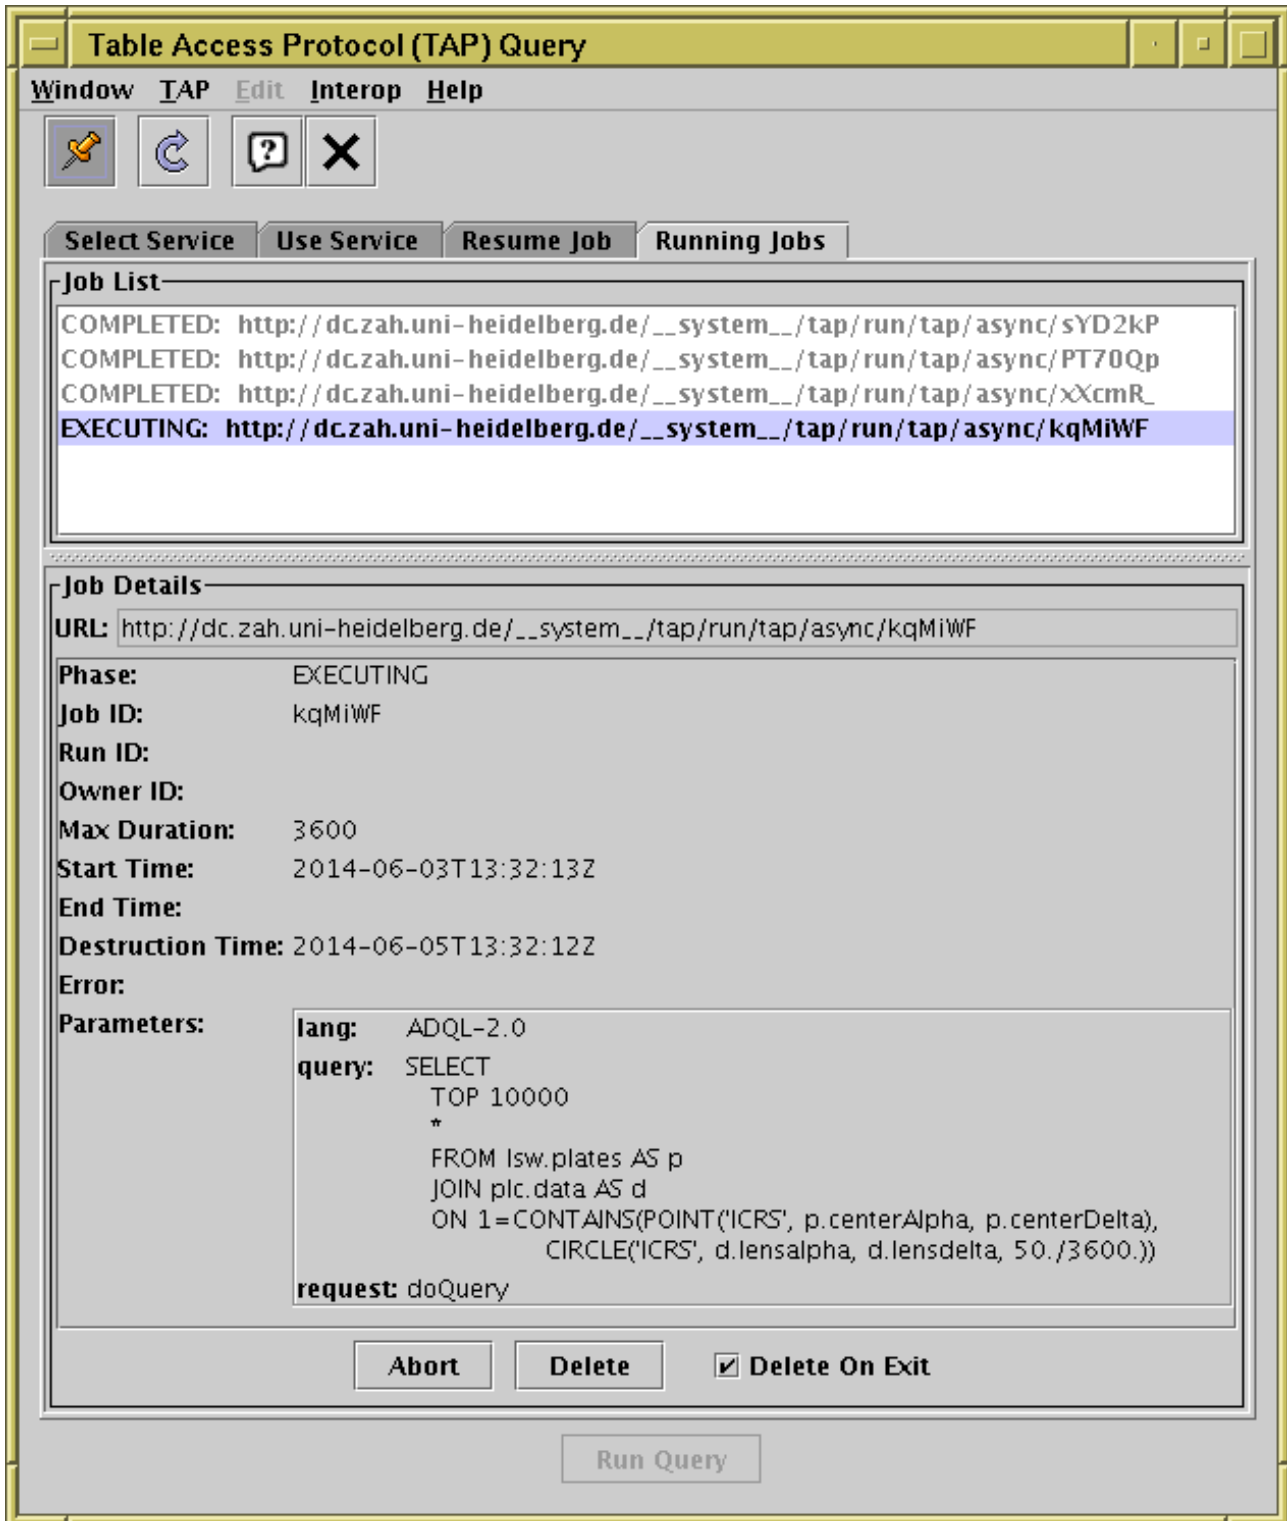 Table Access Protocol (TAP) Query
Window TAP Edit Interop Help
Select Service Use Service Resume Job Running Jobs
Job List
COMPLETED: http://dc.zah.uni-heidelberg.de/__system__/tap/run/tap/async/sYD2kP
COMPLETED: http://dc.zah.uni-heidelberg.de/__system__/tap/run/tap/async/PT70Qp
COMPLETED: http://dc.zah.uni-heidelberg.de/__system__/tap/run/tap/async/xXcmR_
EXECUTING: http://dc.zah.uni-heidelberg.de/__system__/tap/run/tap/async/kqMiWF
Job Details
URL: http://dc.zah.uni-heidelberg.de/__system__/tap/run/tap/async/kqMiWF
Phase: EXECUTING
Job ID: kqMiWF
Run ID:
Owner ID:
Max Duration: 3600
Start Time: 2014-06-03T13:32:13Z
End Time:
Destruction Time: 2014-06-05T13:32:12Z
Error:
Parameters: lang: ADQL-2.0
query: SELECT
TOP 10000
*
FROM lsw.plates AS p
JOIN plc.data AS d
ON 1=CONTAINS(POINT('ICRS', p.centerAlpha, p.centerDelta),
CIRCLE('ICRS', d.lensalpha, d.lensdelta, 50./3600.))
request: doQuery
Abort Delete Delete On Exit
Run Query